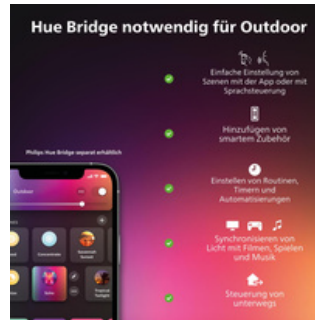 Hue Bridge notwendig für Outdoor
Einfache Einstellung von
Szenen mit der App oder mit
Sprachsteuerung
Hinzufügen von
smartem Zubehör
Philips Hue Bridge separat erhältlich
Einstellen von Routinen,
Timern und
Automatisierungen
Outdoor
Synchronisieren von
Licht mit Filmen, Spielen
und Musik
Steuerung von
unterwegs